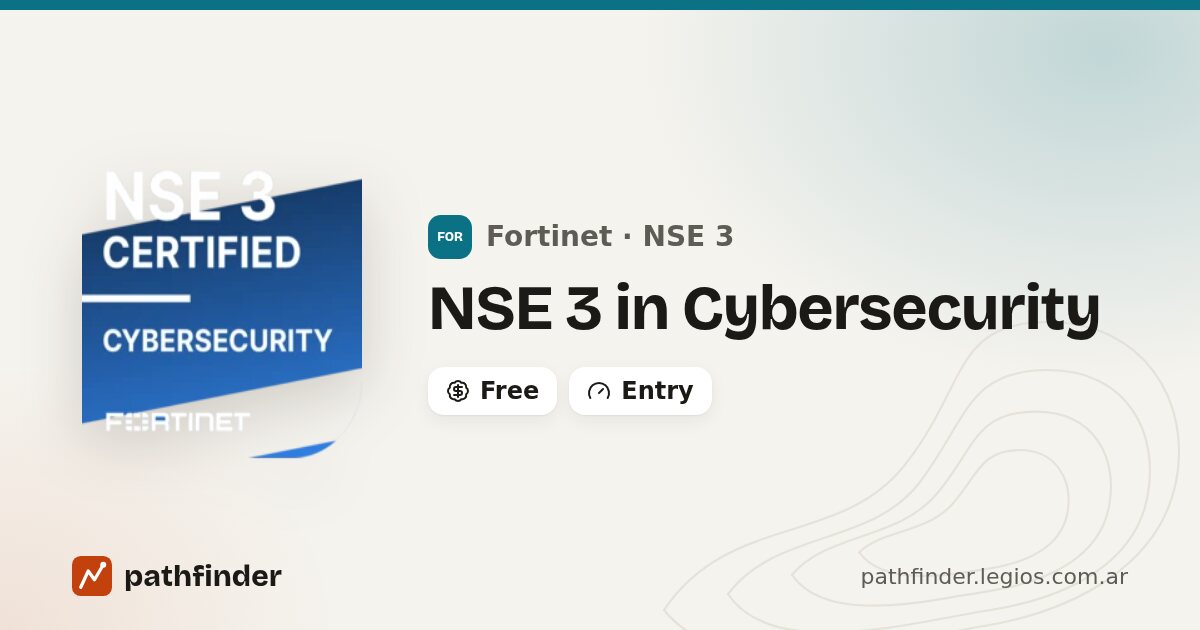 NSE 3
CERTIFIED
CYBERSECURITY
FORTINET
FOR
Fortinet · NSE 3
NSE 3 in Cybersecurity
Free
Entry
pathfinder
pathfinder.legios.com.ar